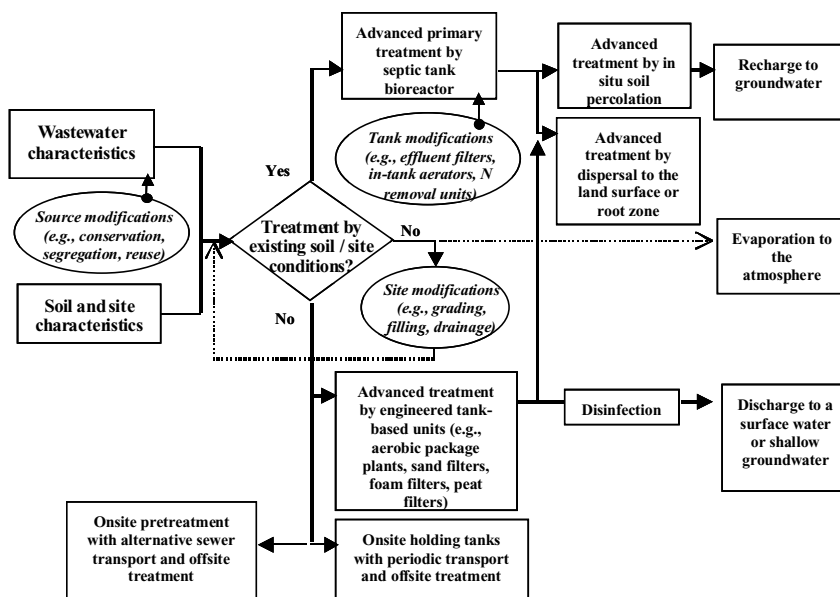 Advanced primary
treatment by
septic tank
bioreactor
Advanced
treatment by in
situ soil
percolation
Recharge to
groundwater
Wastewater
characteristics
Tank modifications
(e.g., effluent filters,
in-tank aerators, N
removal units)
Advanced
treatment by
dispersal to the
land surface or
root zone
Yes
Source modifications
(e.g., conservation,
segregation, reuse)
Treatment by
existing soil / site
conditions?
No
Evaporation to
the
atmosphere
Soil and site
characteristics
Site modifications
(e.g., grading,
filling, drainage)
No
Advanced treatment
by engineered tank-
based units (e.g.,
aerobic package
plants, sand filters,
foam filters, peat
filters)
Disinfection
Discharge to a
surface water
or shallow
groundwater
Onsite pretreatment
with alternative sewer
transport and offsite
treatment
Onsite holding tanks
with periodic transport
and offsite treatment